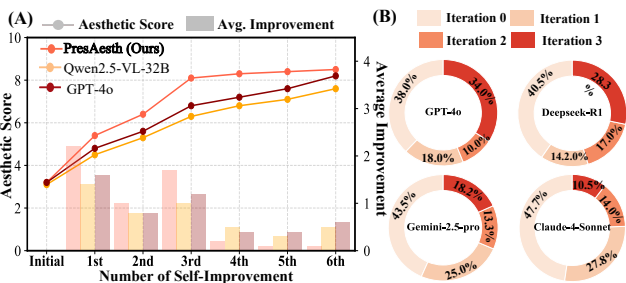 (A)
Aesthetic Score
Avg. Improvement
PresAesth (Ours)
Qwen2.5-VL-32B
GPT-4o
Aesthetic Score
10
8
6
4
2
0
Average Improvement
4
3
2
1
0
Initial
1st
2nd
3rd
4th
5th
6th
Number of Self-Improvement
(B)
Iteration 0
Iteration 1
Iteration 2
Iteration 3
GPT-4o
38.0%
34.0%
10.0%
18.0%
Deepseek-R1
40.5%
28.3
%
17.0%
14.2.0%
Gemini-2.5-pro
43.5%
18.2%
13.3%
25.0%
Claude-4-Sonnet
47.7%
10.5%
14.0%
27.8%